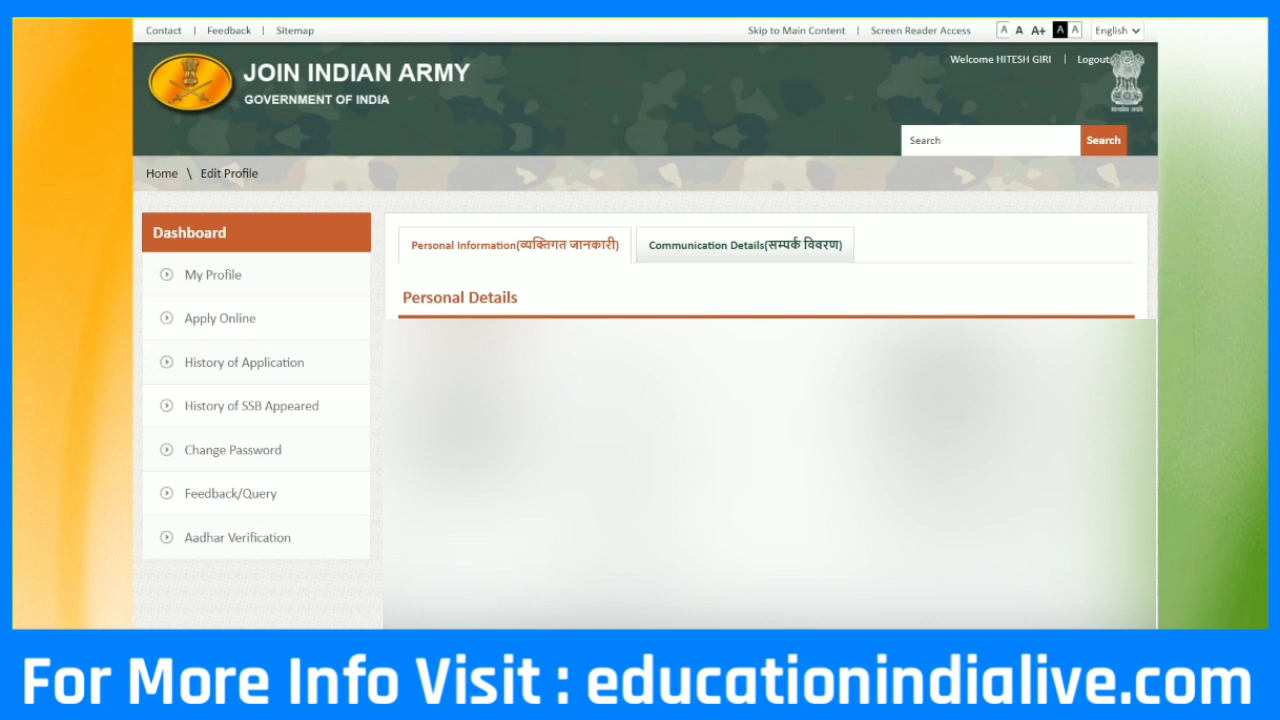 Contact | Feedback | Sitemap Skip to Main Content | Screen Reader Access A A A+ A A English
Welcome HITESH GIRI | Logout
JOIN INDIAN ARMY
GOVERNMENT OF INDIA
Search Search
Home \ Edit Profile
Dashboard
My Profile
Apply Online
History of Application
History of SSB Appeared
Change Password
Feedback/Query
Aadhar Verification
Personal Information(व्यक्तिगत जानकारी) Communication Details(सम्पर्क विवरण)
Personal Details
For More Info Visit : educationindialive.com